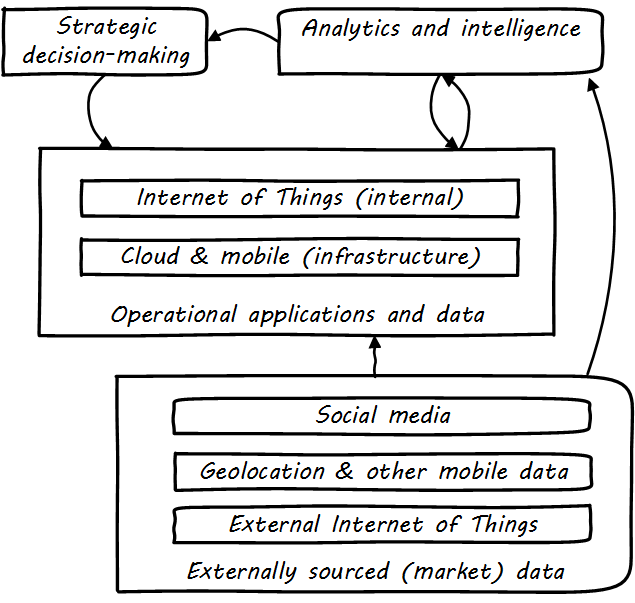 Strategic
decision-making
Analytics and intelligence
Internet of Things (internal)
Cloud & mobile (infrastructure)
Operational applications and data
Social media
Geolocation & other mobile data
External Internet of Things
Externally sourced (market) data